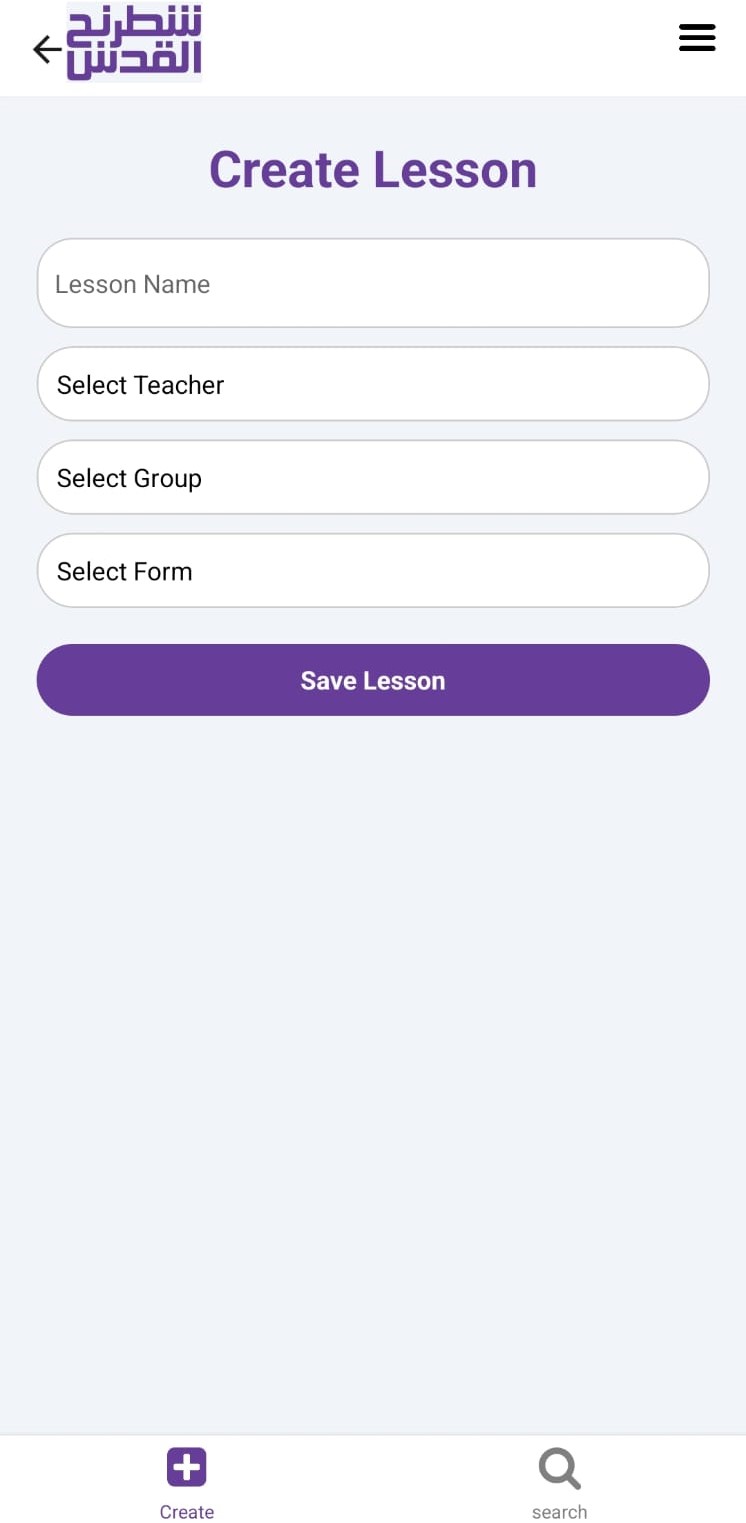 شطرنج
القدس
Create Lesson
Lesson Name
Select Teacher
Select Group
Select Form
Save Lesson
Create
search